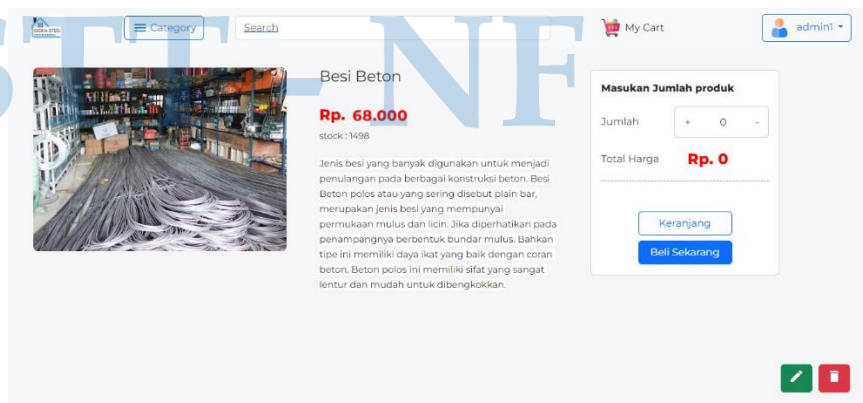 STT - NF
Category
Search
My Cart
admin1
Besi Beton
Rp. 68.000
stock : 1498
Jenis besi yang banyak digunakan untuk menjadi
penulangan pada berbagai konstruksi beton. Besi
Beton polos atau yang sering disebut plain bar,
merupakan jenis besi yang mempunyai
permukaan mulus dan licin. Jika diperhatikan pada
penampangnya berbentuk bundar mulus. Bahkan
tipe ini memiliki daya ikat yang baik dengan coran
beton. Beton polos ini memiliki sifat yang sangat
lentur dan mudah untuk dibengkokkan.
Masukan Jumlah produk
Jumlah + 0 -
Total Harga Rp. 0
Keranjang
Beli Sekarang